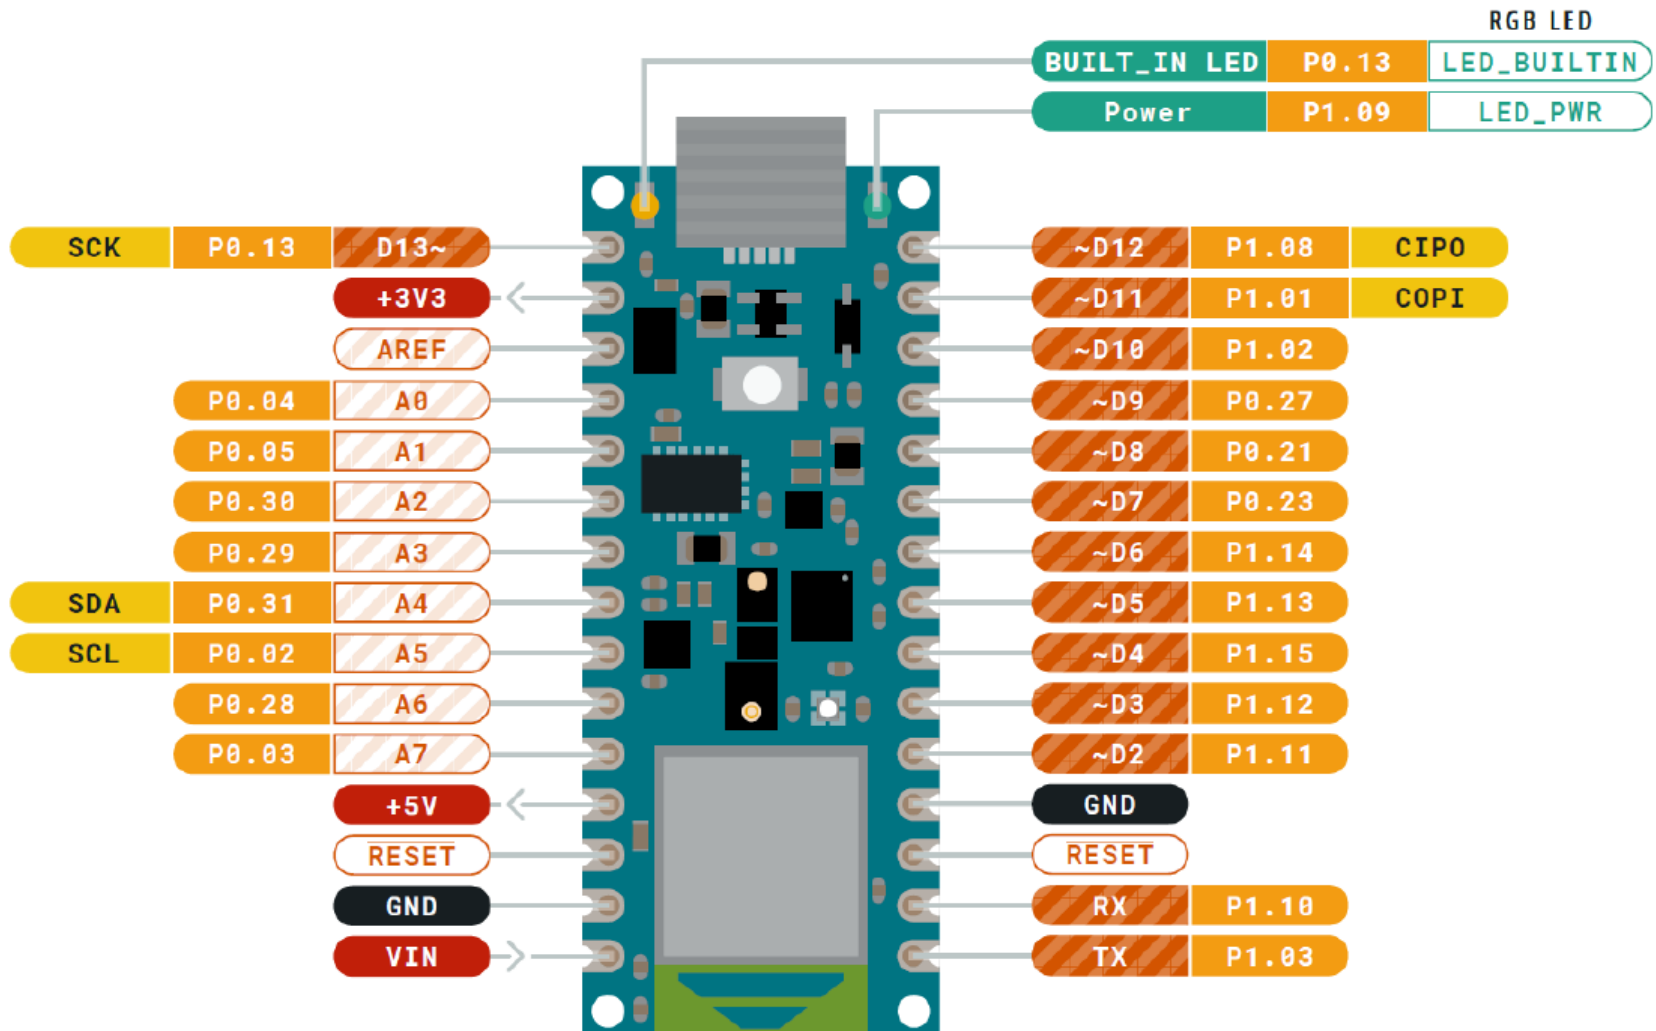 RGB LED
BUILT_IN LED P0.13 LED_BUILTIN
Power P1.09 LED_PWR
SCK P0.13 D13~ ~D12 P1.08 CIPO
+3V3 ~D11 P1.01 COPI
AREF ~D10 P1.02
P0.04 A0 ~D9 P0.27
P0.05 A1 ~D8 P0.21
P0.30 A2 ~D7 P0.23
P0.29 A3 ~D6 P1.14
SDA P0.31 A4 ~D5 P1.13
SCL P0.02 A5 ~D4 P1.15
P0.28 A6 ~D3 P1.12
P0.03 A7 ~D2 P1.11
+5V GND
RESET RESET
GND RX P1.10
VIN TX P1.03